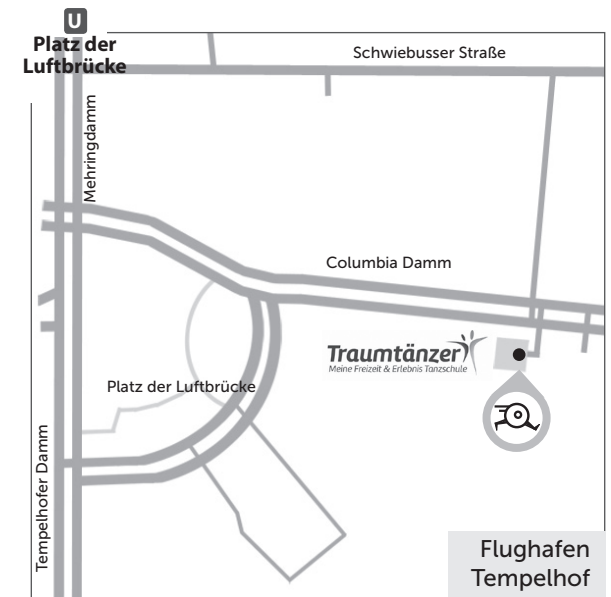 U
Platz der
Luftbrücke
Schwiebusser Straße
Mehringdamm
Columbia Damm
Traumtänzer
Meine Freizeit & Erlebnis Tanzschule
Platz der Luftbrücke
Tempelhofer Damm
Flughafen
Tempelhof